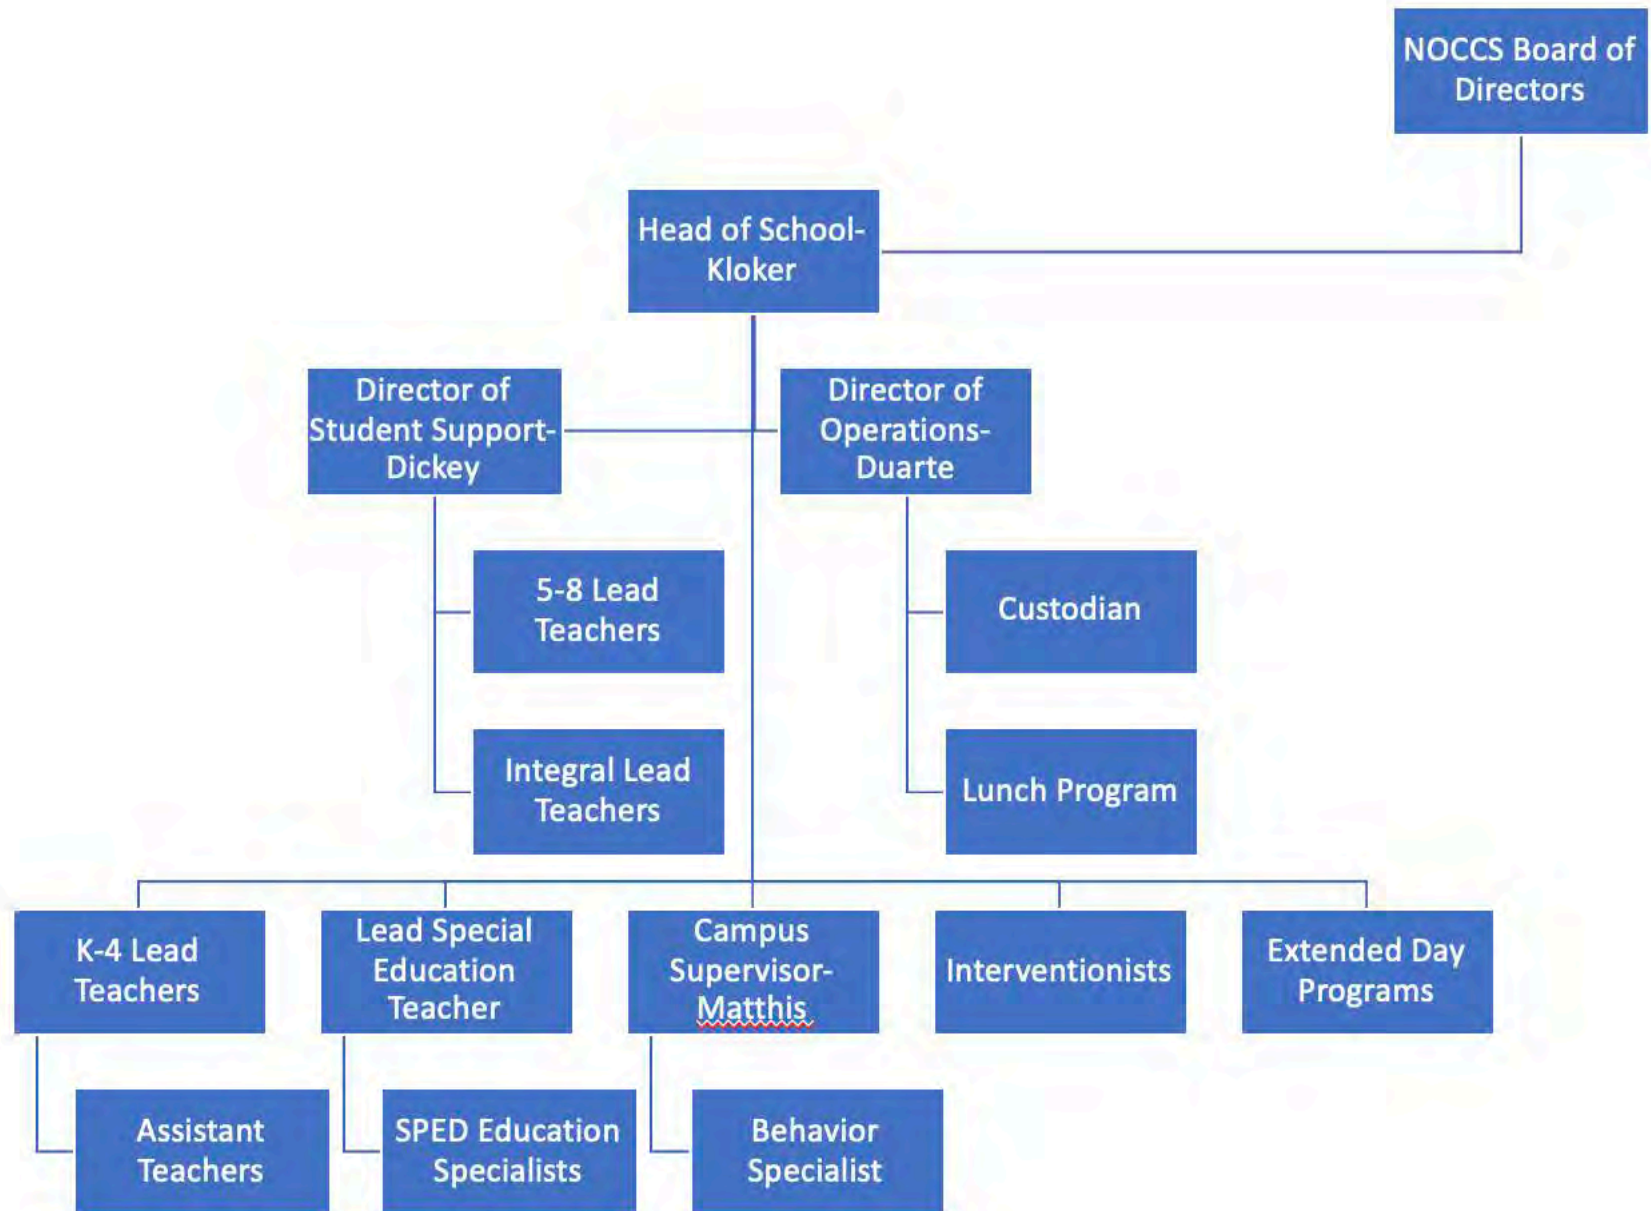 NOCCS Board of
Directors
Head of School-
Kloker
Director of
Student Support-
Dickey
Director of
Operations-
Duarte
5-8 Lead
Teachers
Custodian
Integral Lead
Teachers
Lunch Program
K-4 Lead
Teachers
Lead Special
Education
Teacher
Campus
Supervisor-
Matthis
Interventionists
Extended Day
Programs
Assistant
Teachers
SPED Education
Specialists
Behavior
Specialist